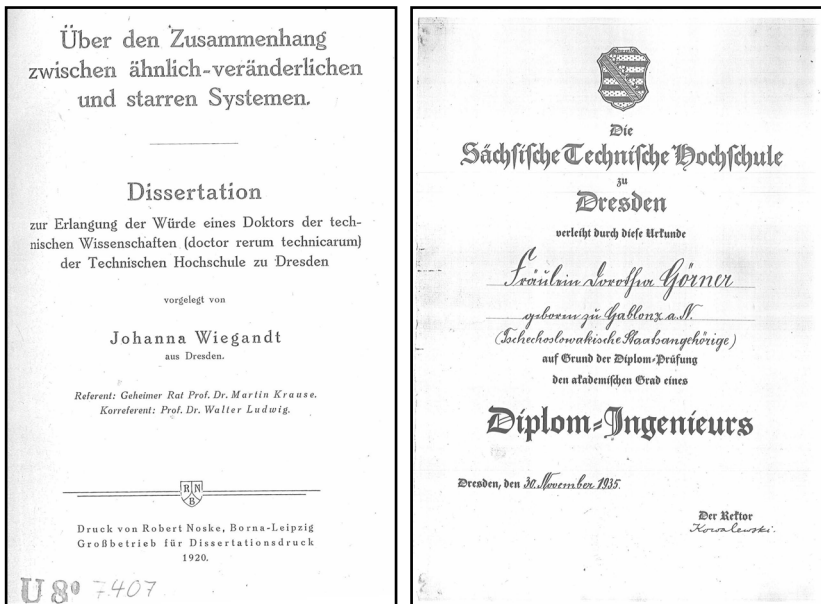 Über den Zusammenhang
zwischen ähnlich-veränderlichen
und starren Systemen.
Dissertation
zur Erlangung der Würde eines Doktors der tech-
nischen Wissenschaften (doctor rerum technicarum)
der Technischen Hochschule zu Dresden
vorgelegt von
Johanna Wiegandt
aus Dresden.
Referent: Geheimer Rat Prof. Dr. Martin Krause.
Korreferent: Prof. Dr. Walter Ludwig.
R N
B
Druck von Robert Noske, Borna-Leipzig
Großbetrieb für Dissertationsdruck
1920.
U 8⁰ 7407
Die
Sächsische Technische Hochschule
zu
Dresden
verleiht durch diese Urkunde
Fräulein Dorothea Görner
geboren zu Gablonz a. N.
(Tschechoslowakische Staatsangehörige)
auf Grund der Diplom-Prüfung
den akademischen Grad eines
Diplom-Ingenieurs
Dresden, den 30. November 1935.
Der Rektor
Kowalewski.